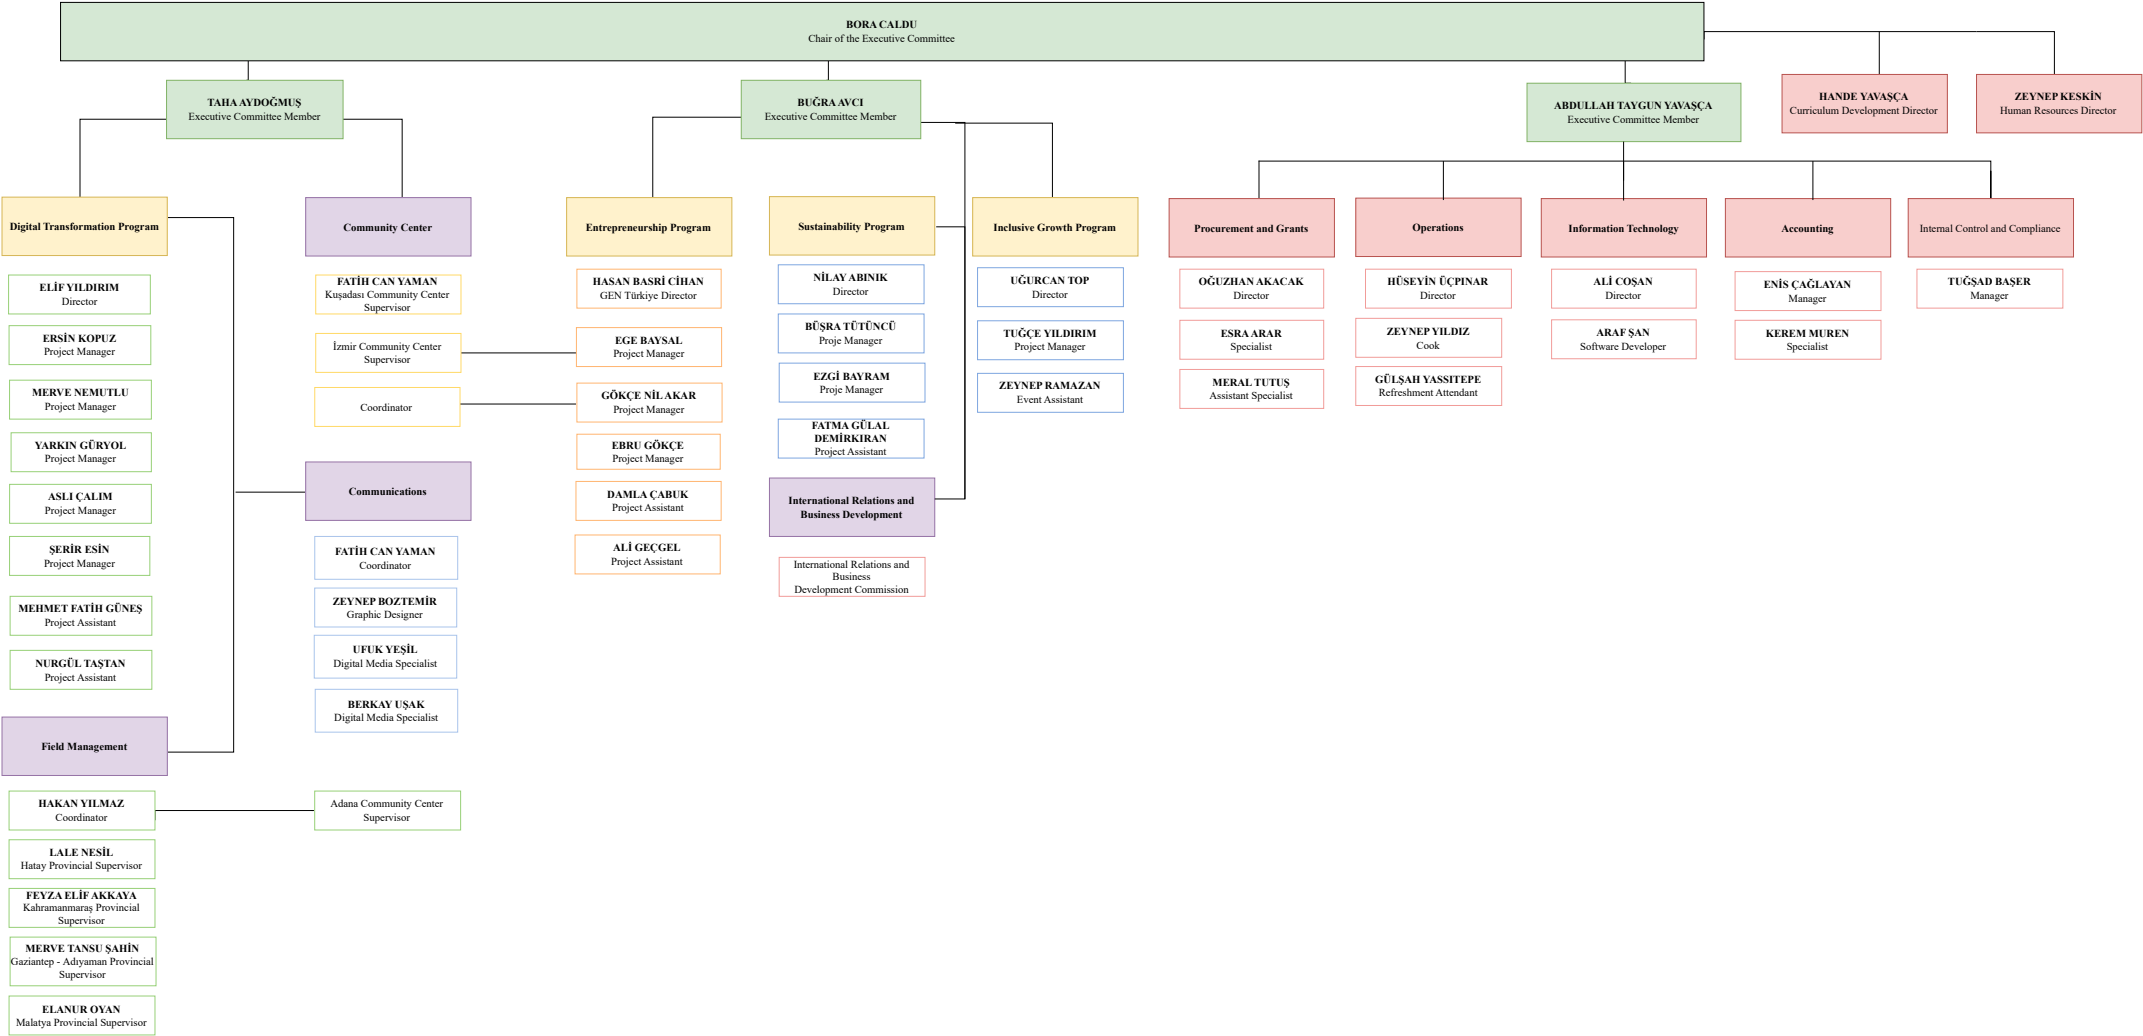 BORA CALDU
Chair of the Executive Committee
TAHA AYDOĞMUŞ
Executive Committee Member
BUĞRA AVCI
Executive Committee Member
ABDULLAH TAYGUN YAVAŞÇA
Executive Committee Member
HANDE YAVAŞÇA
Curriculum Development Director
ZEYNEP KESKİN
Human Resources Director
Digital Transformation Program
ELİF YILDIRIM
Director
ERSİN KOPUZ
Project Manager
MERVE NEMUTLU
Project Manager
YARKIN GÜRYOL
Project Manager
ASLI ÇALIM
Project Manager
ŞERİR ESİN
Project Manager
MEHMET FATİH GÜNEŞ
Project Assistant
NURGÜL TAŞTAN
Project Assistant
Field Management
HAKAN YILMAZ
Coordinator
LALE NESİL
Hatay Provincial Supervisor
FEYZA ELİF AKKAYA
Kahramanmaraş Provincial
Supervisor
MERVE TANSU ŞAHİN
Gaziantep - Adıyaman Provincial
Supervisor
ELANUR OYAN
Malatya Provincial Supervisor
Community Center
FATİH CAN YAMAN
Kuşadası Community Center
Supervisor
İzmir Community Center
Supervisor
Coordinator
Communications
FATİH CAN YAMAN
Coordinator
ZEYNEP BOZTEMİR
Graphic Designer
UFUK YEŞİL
Digital Media Specialist
BERKAY UŞAK
Digital Media Specialist
Adana Community Center
Supervisor
Entrepreneurship Program
HASAN BASRİ CİHAN
GEN Türkiye Director
EGE BAYSAL
Project Manager
GÖKÇE NİL AKAR
Project Manager
EBRU GÖKÇE
Project Manager
DAMLA ÇABUK
Project Assistant
ALİ GEÇGEL
Project Assistant
Sustainability Program
NİLAY ABINIK
Director
BÜŞRA TÜTÜNCÜ
Proje Manager
EZGİ BAYRAM
Proje Manager
FATMA GÜLAL
DEMİRKIRAN
Project Assistant
International Relations and
Business Development
International Relations and
Business
Development Commission
Inclusive Growth Program
UĞURCAN TOP
Director
TUĞÇE YILDIRIM
Project Manager
ZEYNEP RAMAZAN
Event Assistant
Procurement and Grants
OĞUZHAN AKACAK
Director
ESRA ARAR
Specialist
MERAL TUTUŞ
Assistant Specialist
Operations
HÜSEYİN ÜÇPINAR
Director
ZEYNEP YILDIZ
Cook
GÜLŞAH YASSITEPE
Refreshment Attendant
Information Technology
ALİ COŞAN
Director
ARAF ŞAN
Software Developer
Accounting
ENİS ÇAĞLAYAN
Manager
KEREM MUREN
Specialist
Internal Control and Compliance
TUĞŞAD BAŞER
Manager